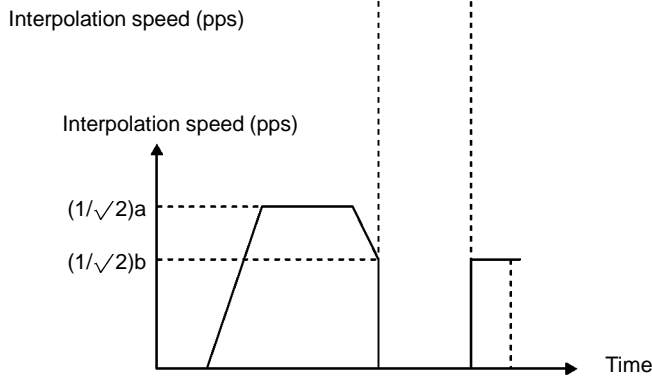 Interpolation speed (pps)
Interpolation speed (pps)
(1/√2)a
(1/√2)b
Time